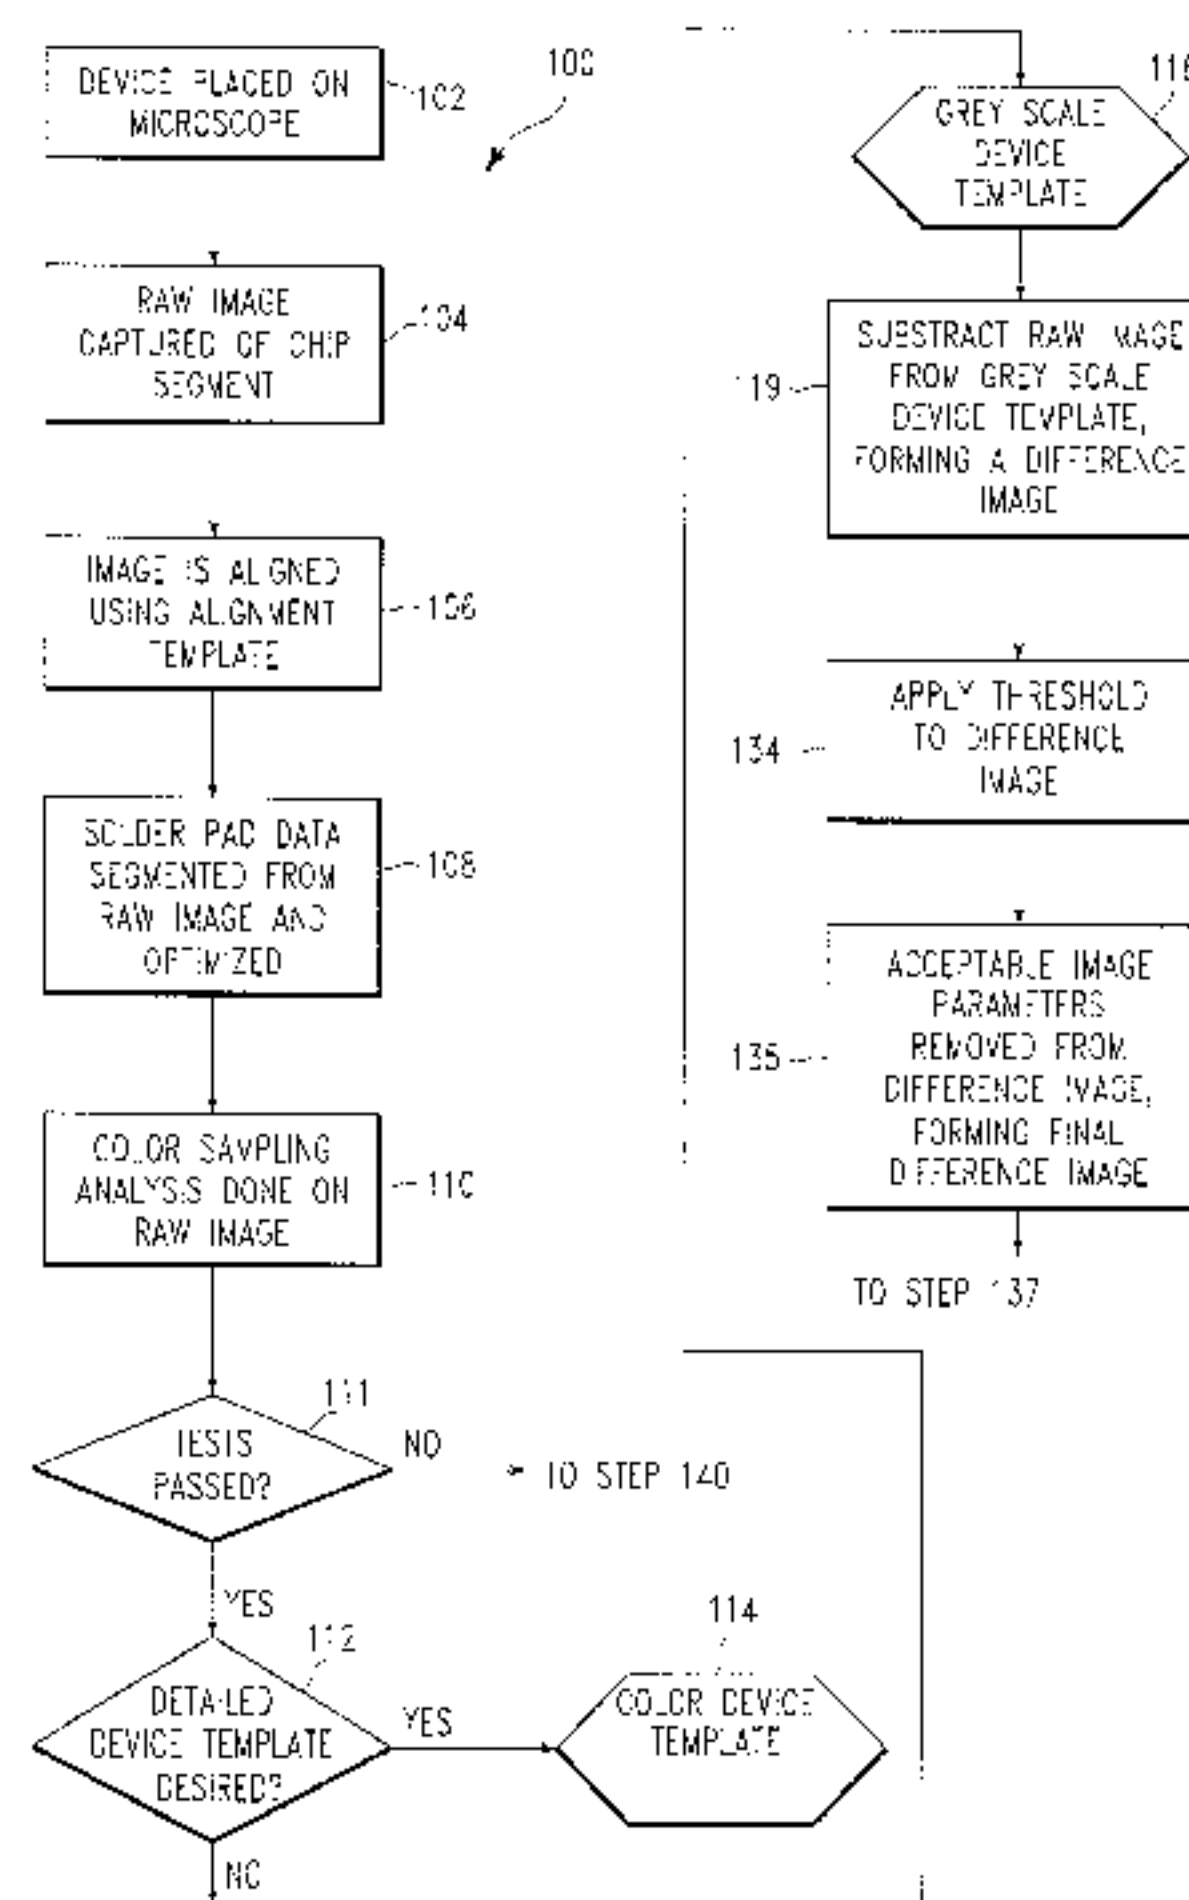 100
DEVICE PLACED ON
MICROSCOPE
102
RAW IMAGE
CAPTURED OF CHIP
SEGMENT
104
IMAGE IS ALIGNED
USING ALIGNMENT
TEMPLATE
106
SOLDER PAD DATA
SEGMENTED FROM
RAW IMAGE AND
OPTIMIZED
108
COLOR SAMPLING
ANALYSIS DONE ON
RAW IMAGE
110
111
TESTS
PASSED?
NO
TO STEP 140
YES
112
DETAILED
DEVICE TEMPLATE
DESIRED?
YES
114
COLOR DEVICE
TEMPLATE
NO
GREY SCALE
DEVICE
TEMPLATE
SUBSTRACT RAW IMAGE
FROM GREY SCALE
DEVICE TEMPLATE,
FORMING A DIFFERENCE
IMAGE
119
APPLY THRESHOLD
TO DIFFERENCE
IMAGE
134
ACCEPTABLE IMAGE
PARAMETERS
REMOVED FROM
DIFFERENCE IMAGE,
FORMING FINAL
DIFFERENCE IMAGE
TO STEP 137